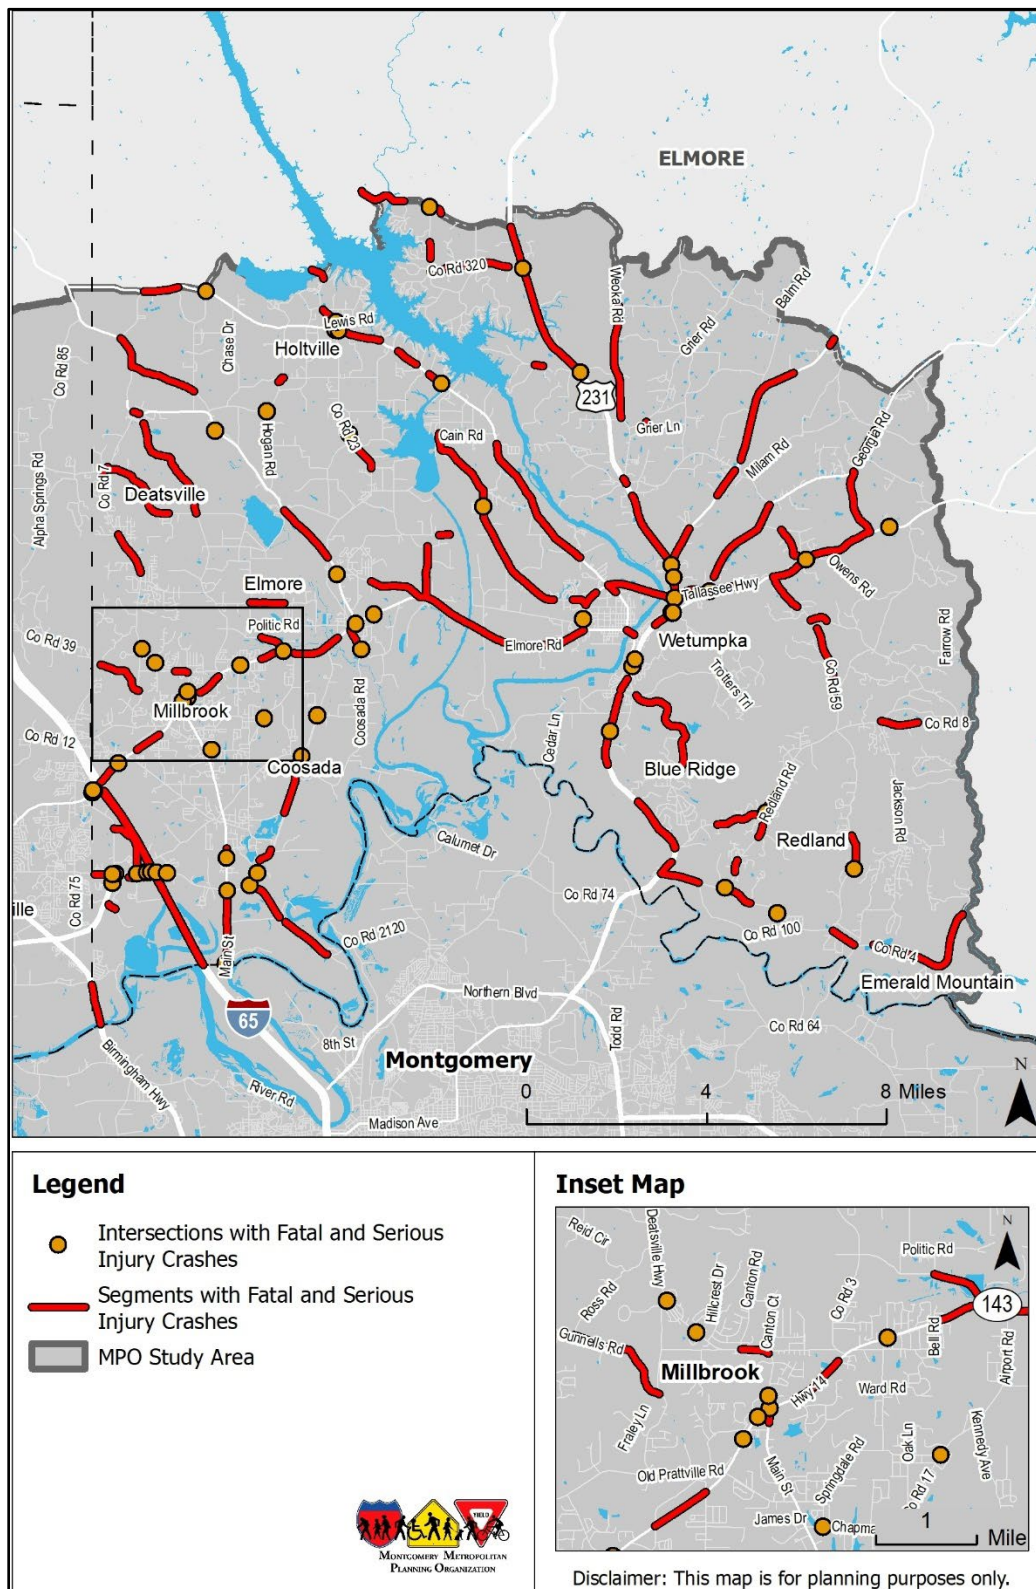 ELMORE
Co Rd 320
Weoka Rd
Balm Rd
Grier Rd
Lewis Rd
Holtville
Chase Dr
Co Rd 85
231
Grier Ln
Georgia Rd
Hogan Rd
Co Rd 23
Cain Rd
Milam Rd
Co Rd 7
Deatsville
Alpha Springs Rd
Owens Rd
Elmore
Tallassee Hwy
Politic Rd
Elmore Rd
Wetumpka
Farrow Rd
Co Rd 39
Trotters Trl
Co Rd 59
Coosada Rd
Millbrook
Co Rd 8
Co Rd 12
Cedar Ln
Coosada
Blue Ridge
Redland Rd
Jackson Rd
Redland
Calumet Dr
Co Rd 75
Co Rd 74
ille
Co Rd 2120
Co Rd 100
Main St
Co Rd 4
Emerald Mountain
Northern Blvd
65
Todd Rd
Co Rd 64
8th St
Montgomery
Birmingham Hwy
River Rd
N
0 4 8 Miles
Madison Ave
Legend
Intersections with Fatal and Serious
Injury Crashes
Segments with Fatal and Serious
Injury Crashes
MPO Study Area
YIELD
MONTGOMERY METROPOLITAN
PLANNING ORGANIZATION
Inset Map
Reid Cir
Deatsville Hwy
Politic Rd
N
Hillcrest Dr
Canton Rd
Co Rd 3
Ross Rd
Canton Ct
143
Gunnells Rd
Bell Rd
Airport Rd
Millbrook
Hwy 14
Ward Rd
Fraley Ln
Oak Ln
Kennedy Ave
Springdale Rd
Old Prattville Rd
Main St
Co Rd 17
James Dr
Chapma
1
Mile
Disclaimer: This map is for planning purposes only.